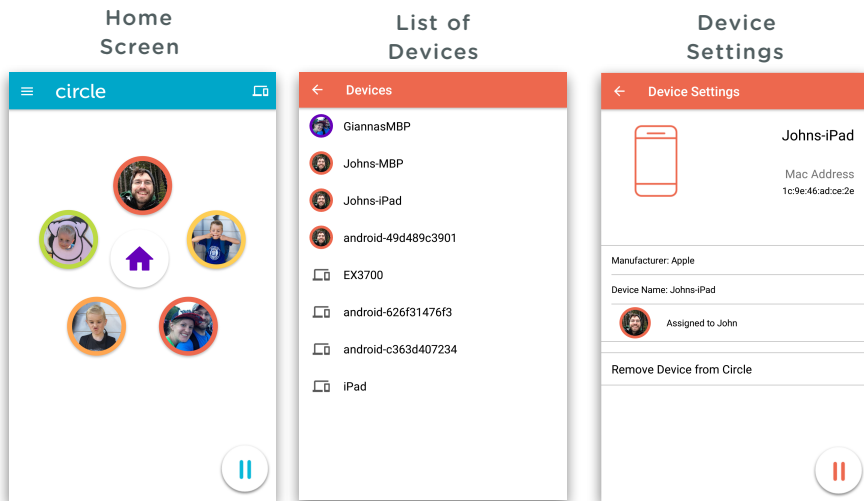 Home
Screen
List of
Devices
Device
Settings
circle
Devices
GiannasMBP
Johns-MBP
Johns-iPad
android-49d489c3901
EX3700
android-626f31476f3
android-c363d407234
iPad
Device Settings
Johns-iPad
Mac Address
1c:9e:46:ad:ce:2e
Manufacturer: Apple
Device Name: Johns-iPad
Assigned to John
Remove Device from Circle